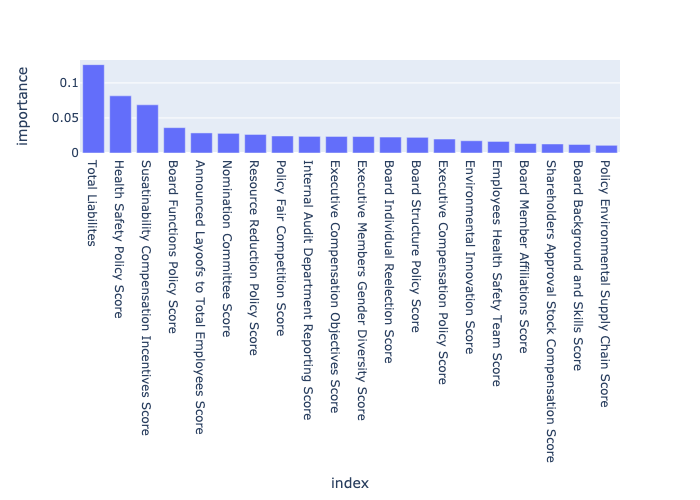 importance
0.1
0.05
0
Total Liabilites
Health Safety Policy Score
Susatinability Compensation Incentives Score
Board Functions Policy Score
Announced Layoofs to Total Employees Score
Nomination Committee Score
Resource Reduction Policy Score
Policy Fair Competition Score
Internal Audit Department Reporting Score
Executive Compensation Objectives Score
Executive Members Gender Diversity Score
Board Individual Reelection Score
Board Structure Policy Score
Executive Compensation Policy Score
Environmental Innovation Score
Employees Health Safety Team Score
Board Member Affiliations Score
Shareholders Approval Stock Compensation Score
Board Background and Skills Score
Policy Environmental Supply Chain Score
index